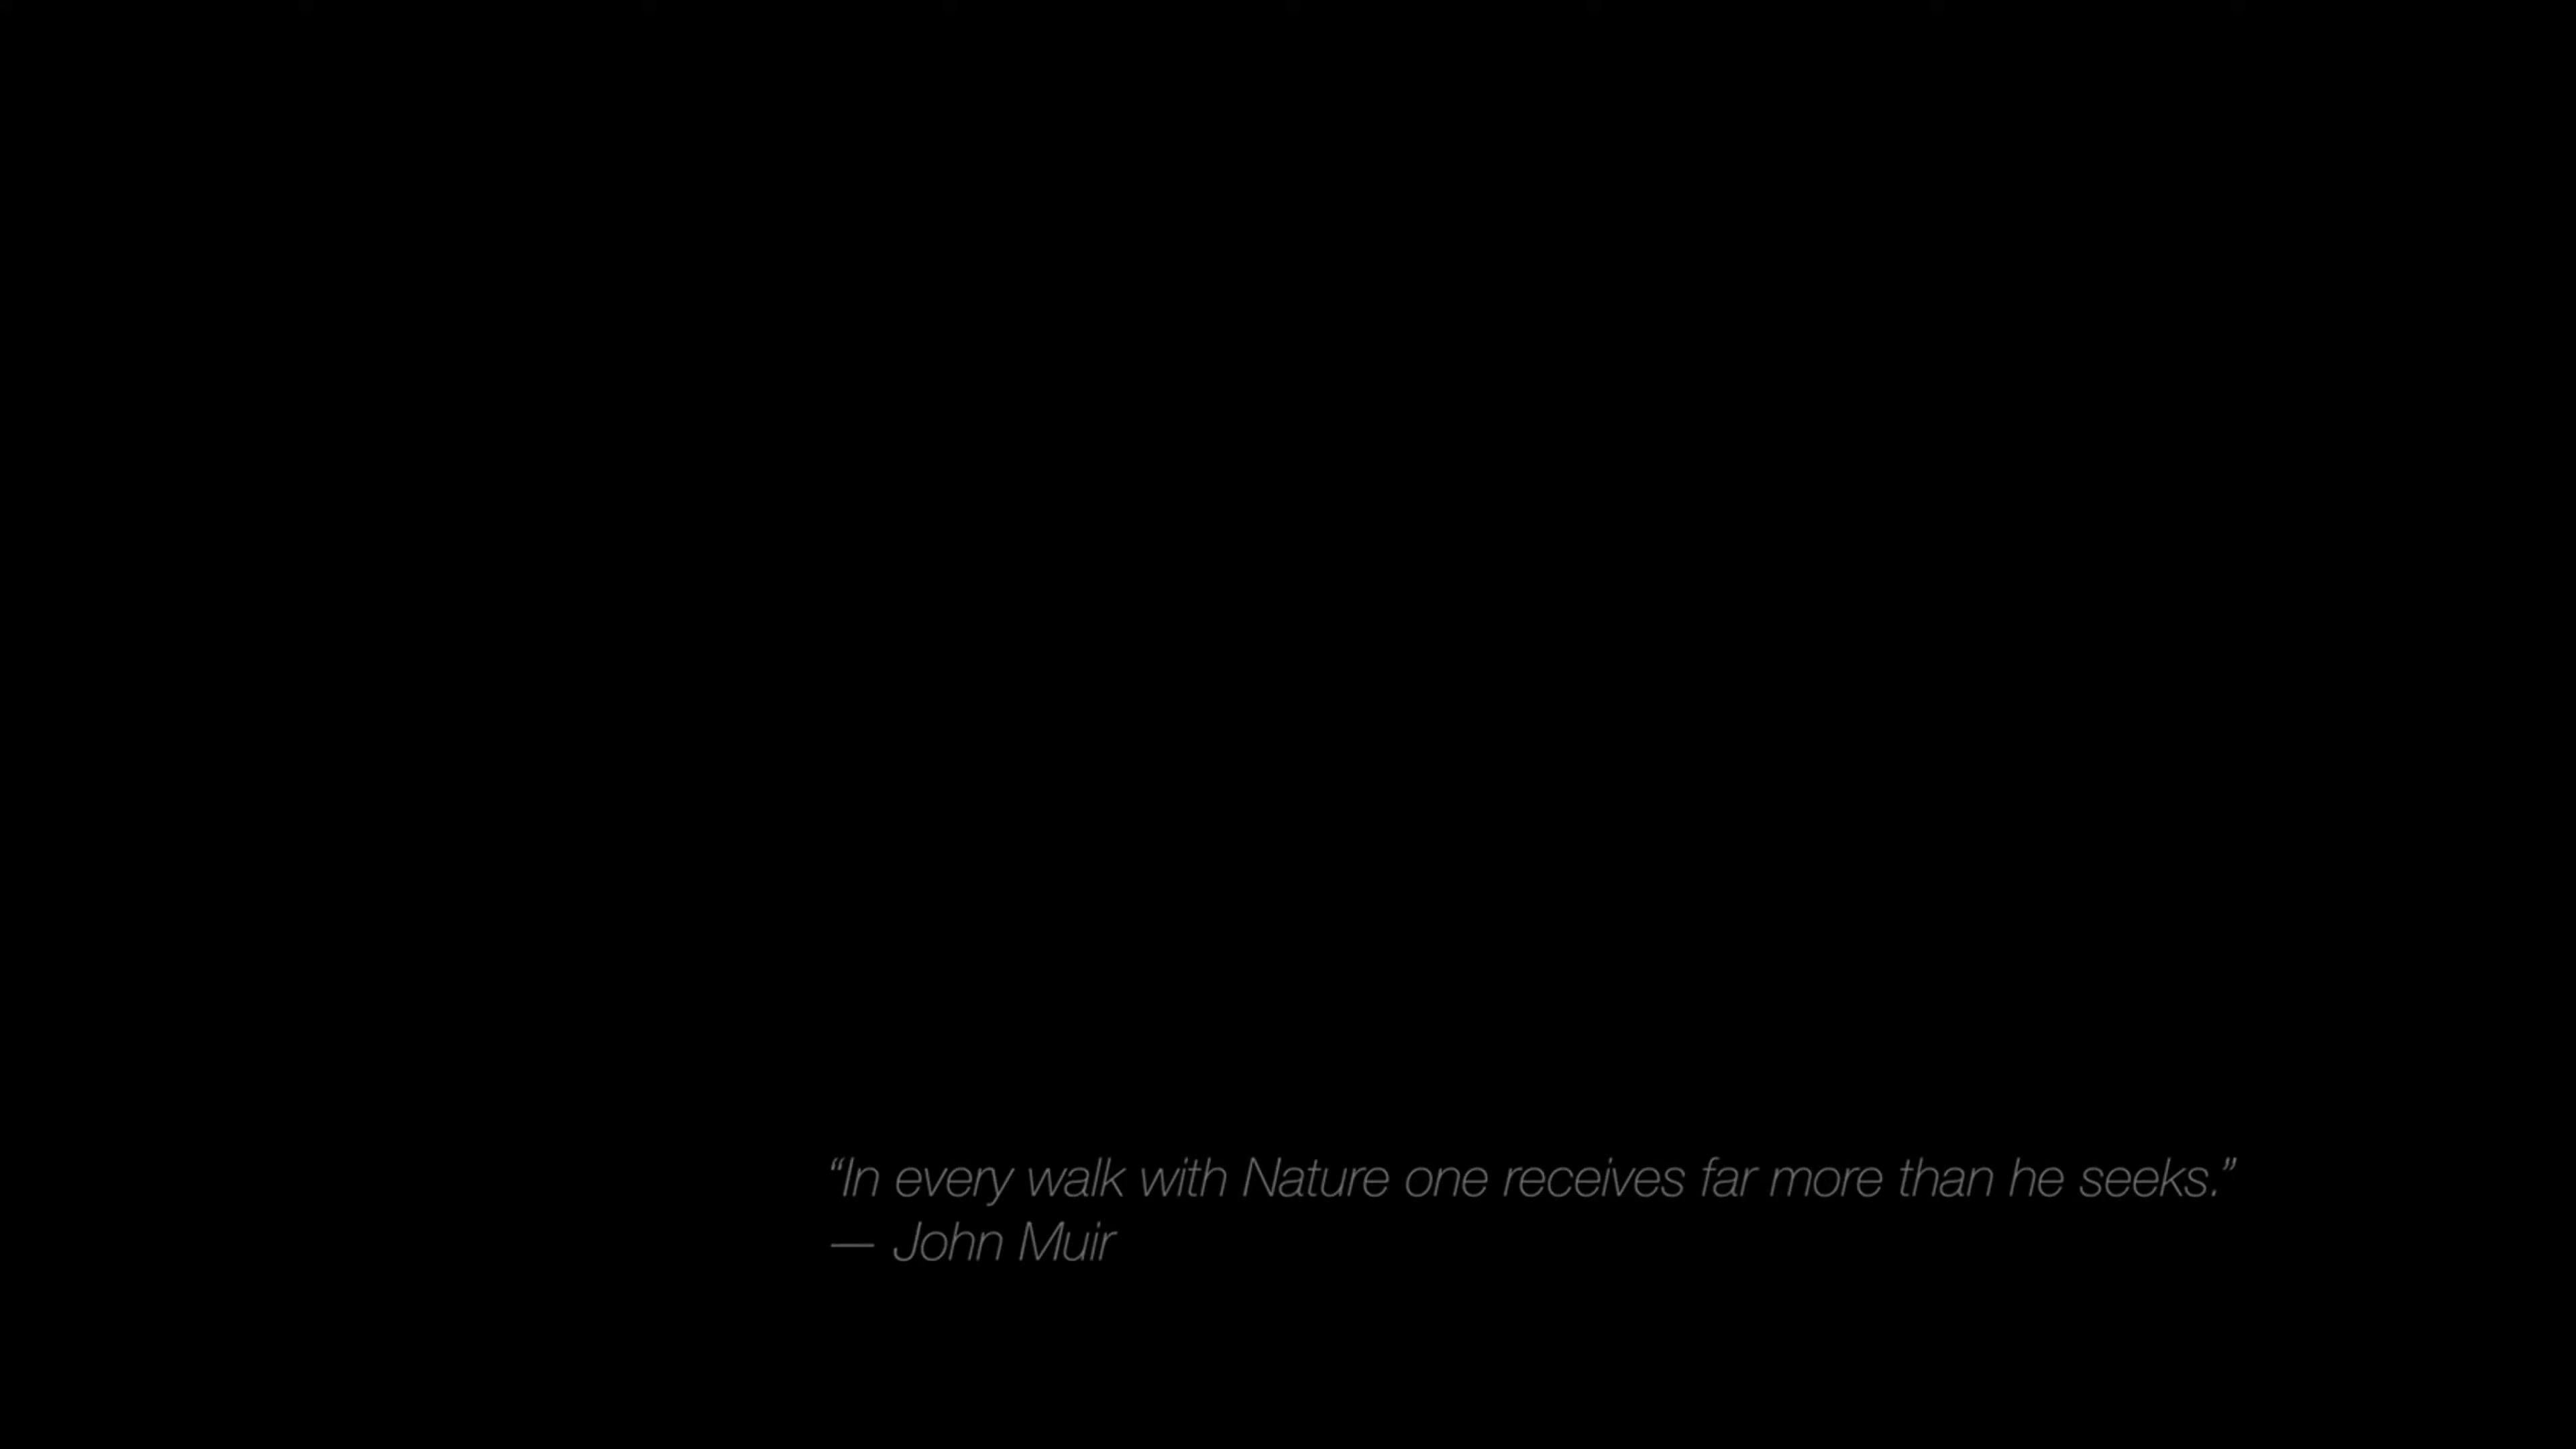 “In every walk with Nature one receives far more than he seeks.”
— John Muir